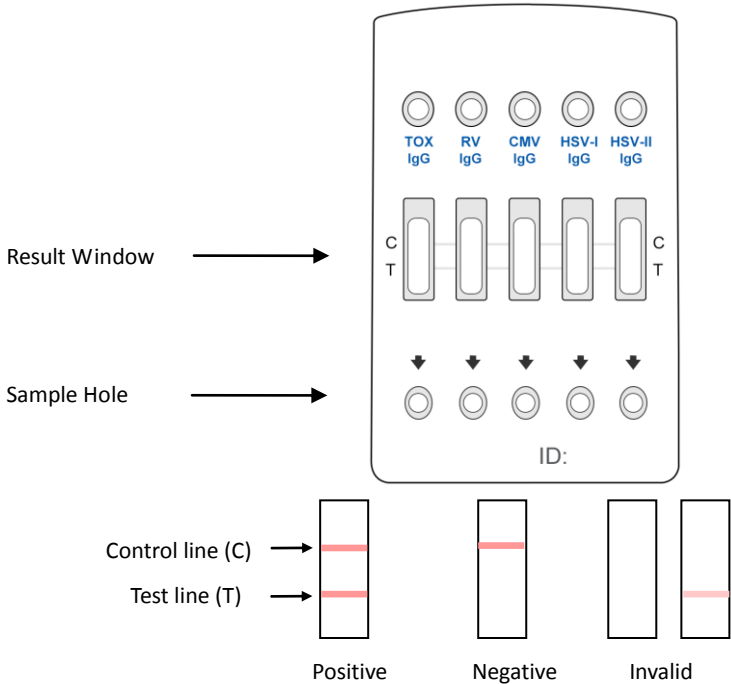 TOX RV CMV HSV-I HSV-II
IgG IgG IgG IgG IgG
Result Window
C C
T T
Sample Hole
ID:
Control line (C)
Test line (T)
Positive Negative Invalid